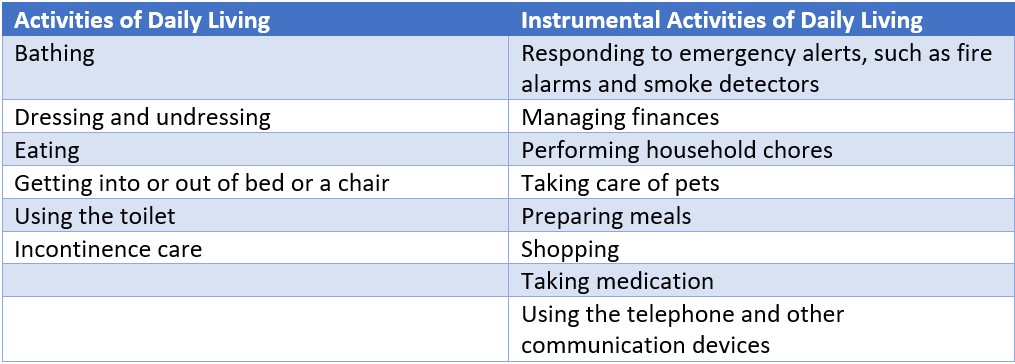 Activities of Daily Living
Instrumental Activities of Daily Living
Bathing
Responding to emergency alerts, such as fire
alarms and smoke detectors
Dressing and undressing
Managing finances
Eating
Performing household chores
Getting into or out of bed or a chair
Taking care of pets
Using the toilet
Preparing meals
Incontinence care
Shopping
Taking medication
Using the telephone and other
communication devices